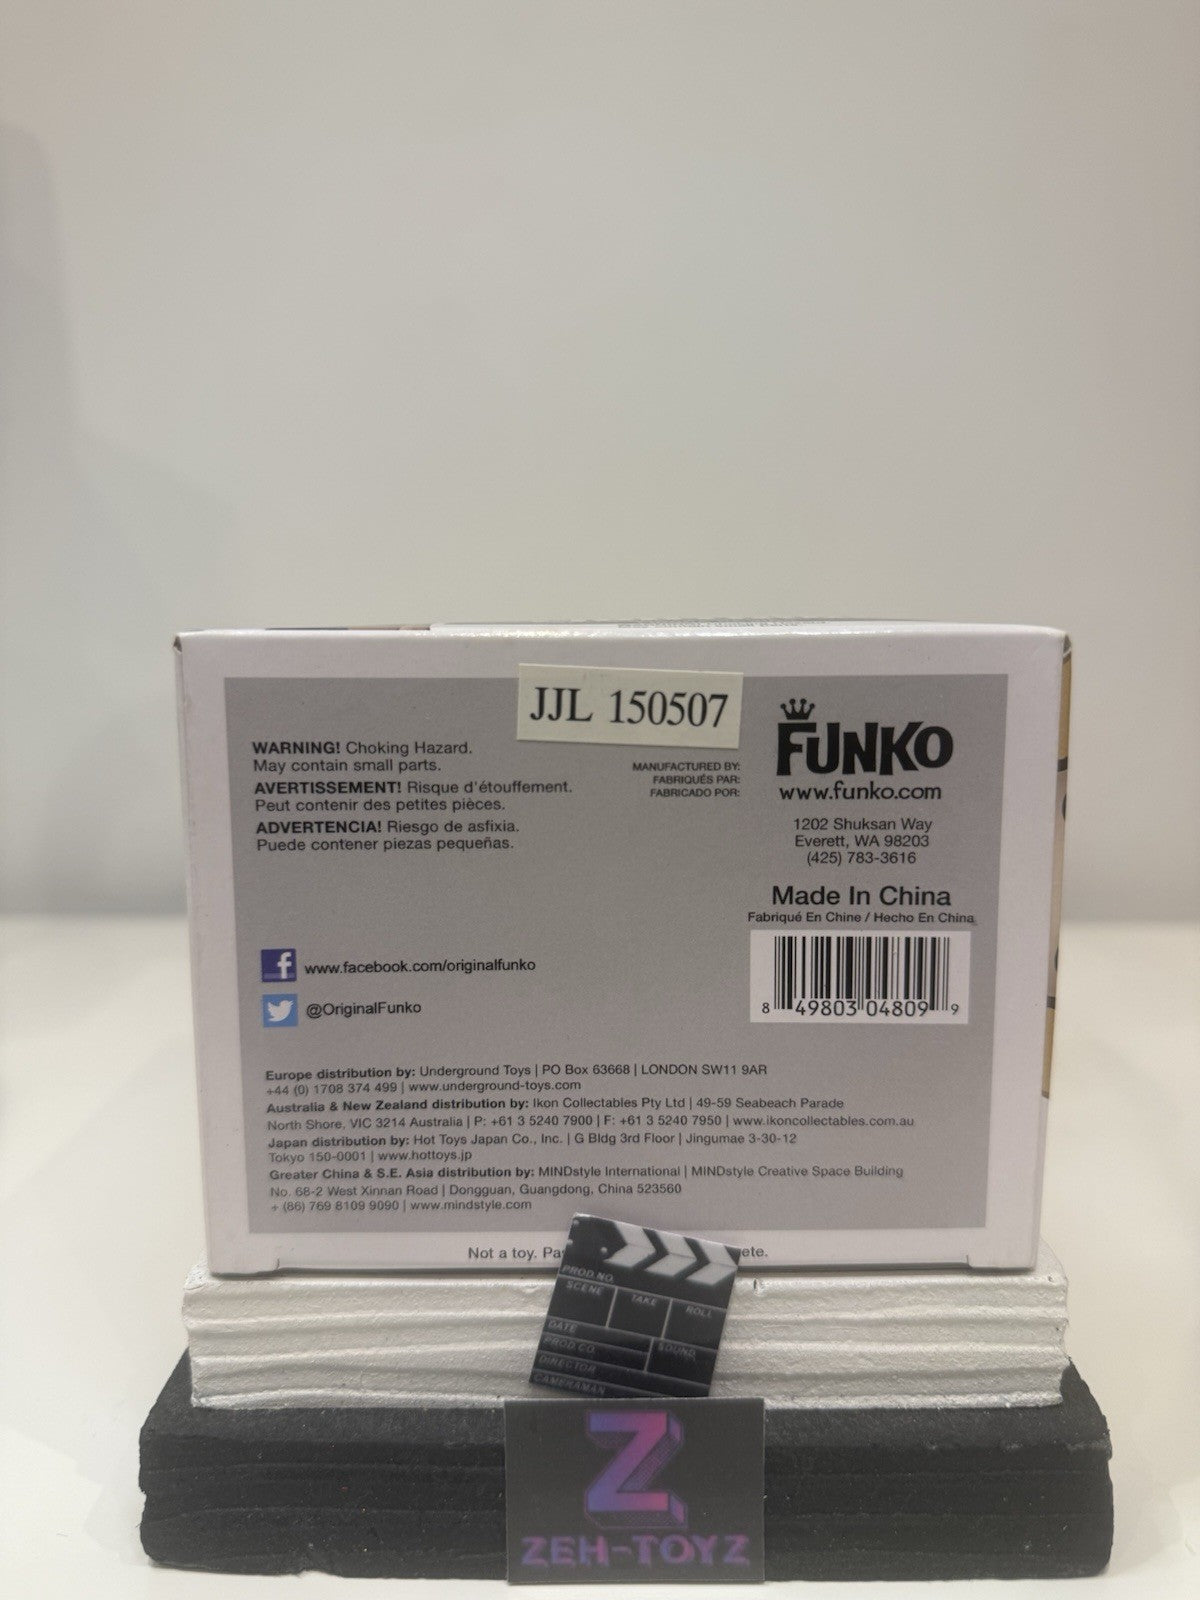 JJL 150507
WARNING! Choking Hazard.
May contain small parts.
AVERTISSEMENT! Risque d'étouffement.
Peut contenir des petites pièces.
ADVERTENCIA! Riesgo de asfixia.
Puede contener piezas pequeñas.
MANUFACTURED BY:
FABRIQUÉS PAR:
FABRICADO POR:
FUNKO
www.funko.com
1202 Shuksan Way
Everett, WA 98203
(425) 783-3616
Made In China
Fabriqué En Chine / Hecho En China
8 49803 04809 9
f www.facebook.com/originalfunko
@OriginalFunko
Europe distribution by: Underground Toys | PO Box 63668 | LONDON SW11 9AR
+44 (0) 1708 374 499 | www.underground-toys.com
Australia & New Zealand distribution by: Ikon Collectables Pty Ltd | 49-59 Seabeach Parade
North Shore, VIC 3214 Australia | P: +61 3 5240 7900 | F: +61 3 5240 7950 | www.ikoncollectables.com.au
Japan distribution by: Hot Toys Japan Co., Inc. | G Bldg 3rd Floor | Jingumae 3-30-12
Tokyo 150-0001 | www.hottoys.jp
Greater China & S.E. Asia distribution by: MINDstyle International | MINDstyle Creative Space Building
No. 68-2 West Xinnan Road | Dongguan, Guangdong, China 523560
+ (86) 769 8109 9090 | www.mindstyle.com
Not a toy.
PROD.NO.
SCENE TAKE ROLL
DATE
PROD.CO. SOUND
DIRECTOR
CAMERAMAN
Z
ZEH-TOYZ